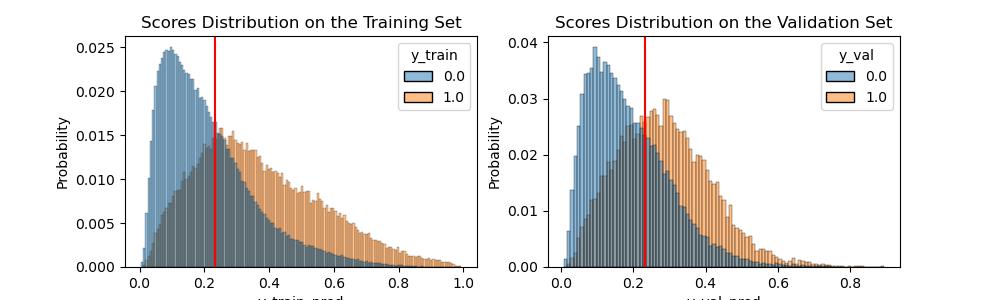 Scores Distribution on the Training Set
Probability
0.025
0.020
0.015
0.010
0.005
0.000
0.0 0.2 0.4 0.6 0.8 1.0
y_train_pred
y_train
0.0
1.0
Scores Distribution on the Validation Set
Probability
0.04
0.03
0.02
0.01
0.00
0.0 0.2 0.4 0.6 0.8
y_val_pred
y_val
0.0
1.0